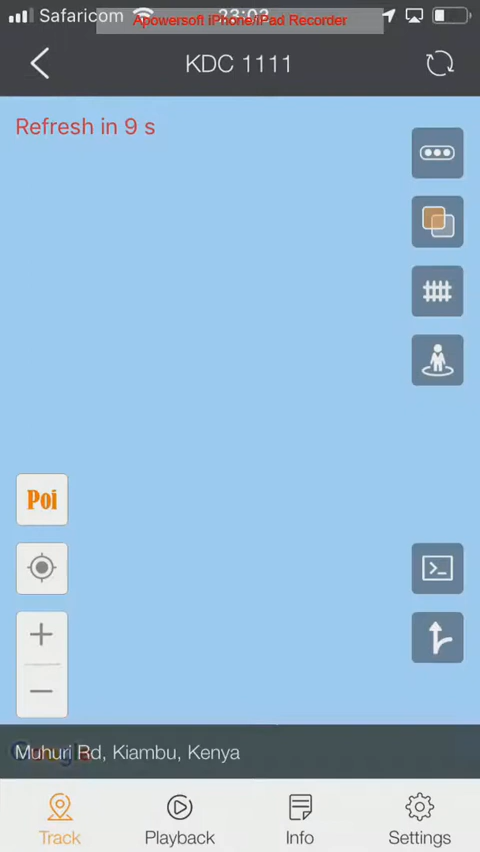 Safaricom
Apowersoft iPhone/iPad Recorder
KDC 1111
Refresh in 9 s
Poi
Muhuri Rd, Kiambu, Kenya
Track
Playback
Info
Settings